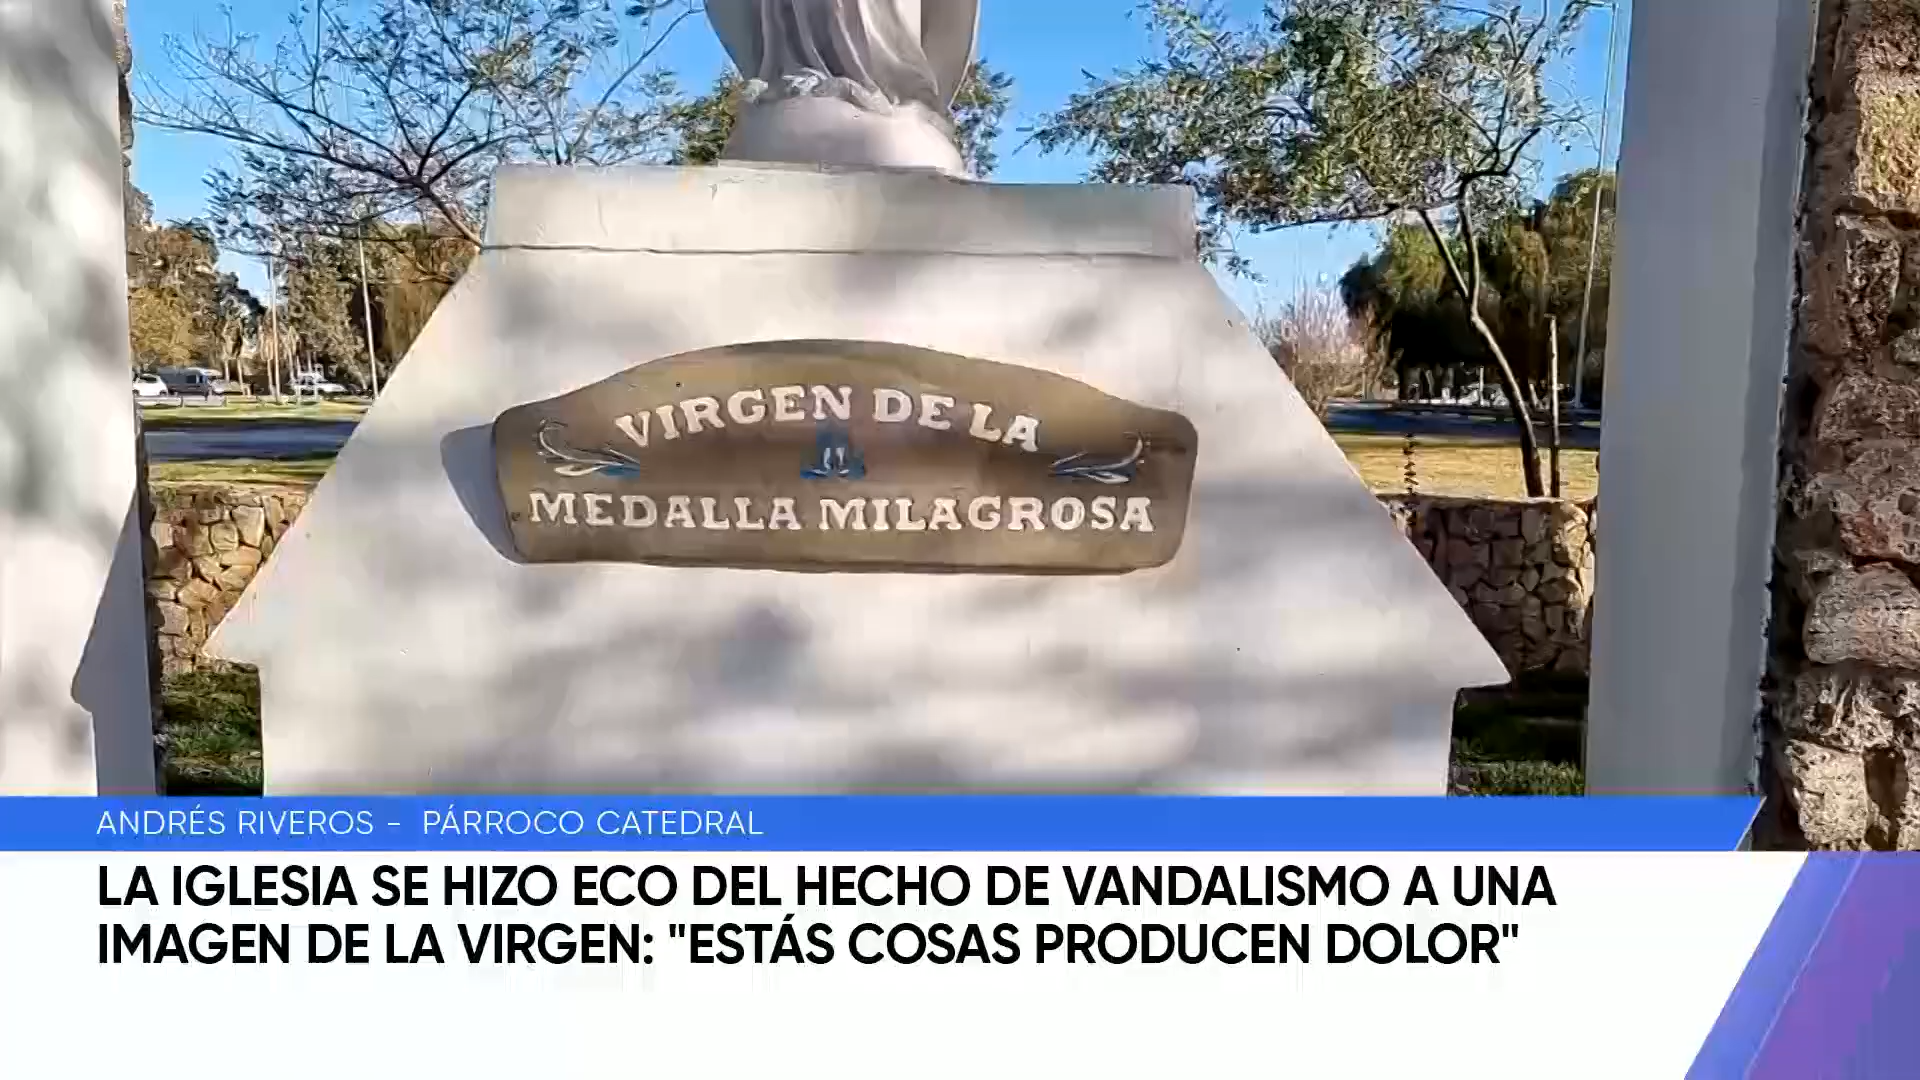 VIRGEN DE LA
MEDALLA MILAGROSA
ANDRÉS RIVEROS - PÁRROCO CATEDRAL
LA IGLESIA SE HIZO ECO DEL HECHO DE VANDALISMO A UNA
IMAGEN DE LA VIRGEN: "ESTÁS COSAS PRODUCEN DOLOR"